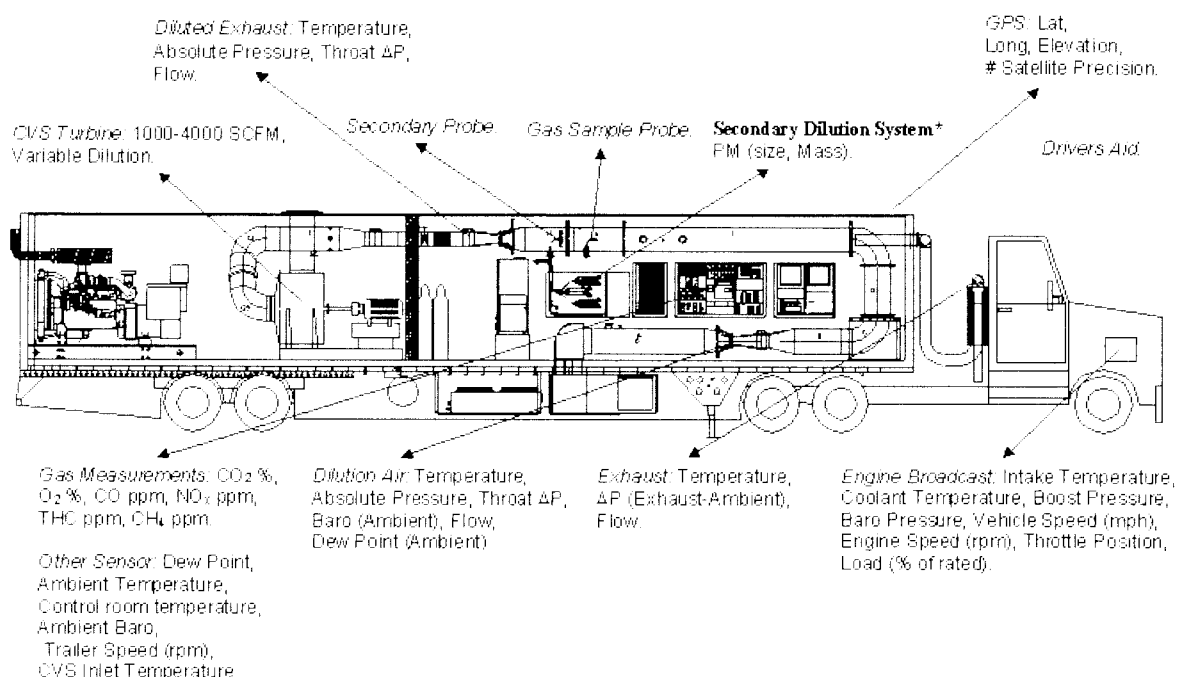 Diluted Exhaust: Temperature,
Absolute Pressure, Throat ΔP,
Flow.
GPS: Lat,
Long, Elevation,
# Satellite Precision.
CVS Turbine: 1000-4000 SCFM,
Variable Dilution.
Secondary Probe.
Gas Sample Probe.
Secondary Dilution System*
PM (size, Mass).
Drivers Aid.
Gas Measurements: CO₂ %,
O₂ %, CO ppm, NOₓ ppm,
THC ppm, CH₄ ppm.
Other Sensor: Dew Point,
Ambient Temperature,
Control room temperature,
Ambient Baro,
Trailer Speed (rpm),
CVS Inlet Temperature
Dilution Air: Temperature,
Absolute Pressure, Throat ΔP,
Baro (Ambient), Flow,
Dew Point (Ambient)
Exhaust: Temperature,
ΔP (Exhaust-Ambient),
Flow.
Engine Broadcast: Intake Temperature,
Coolant Temperature, Boost Pressure,
Baro Pressure, Vehicle Speed (mph),
Engine Speed (rpm), Throttle Position,
Load (% of rated).